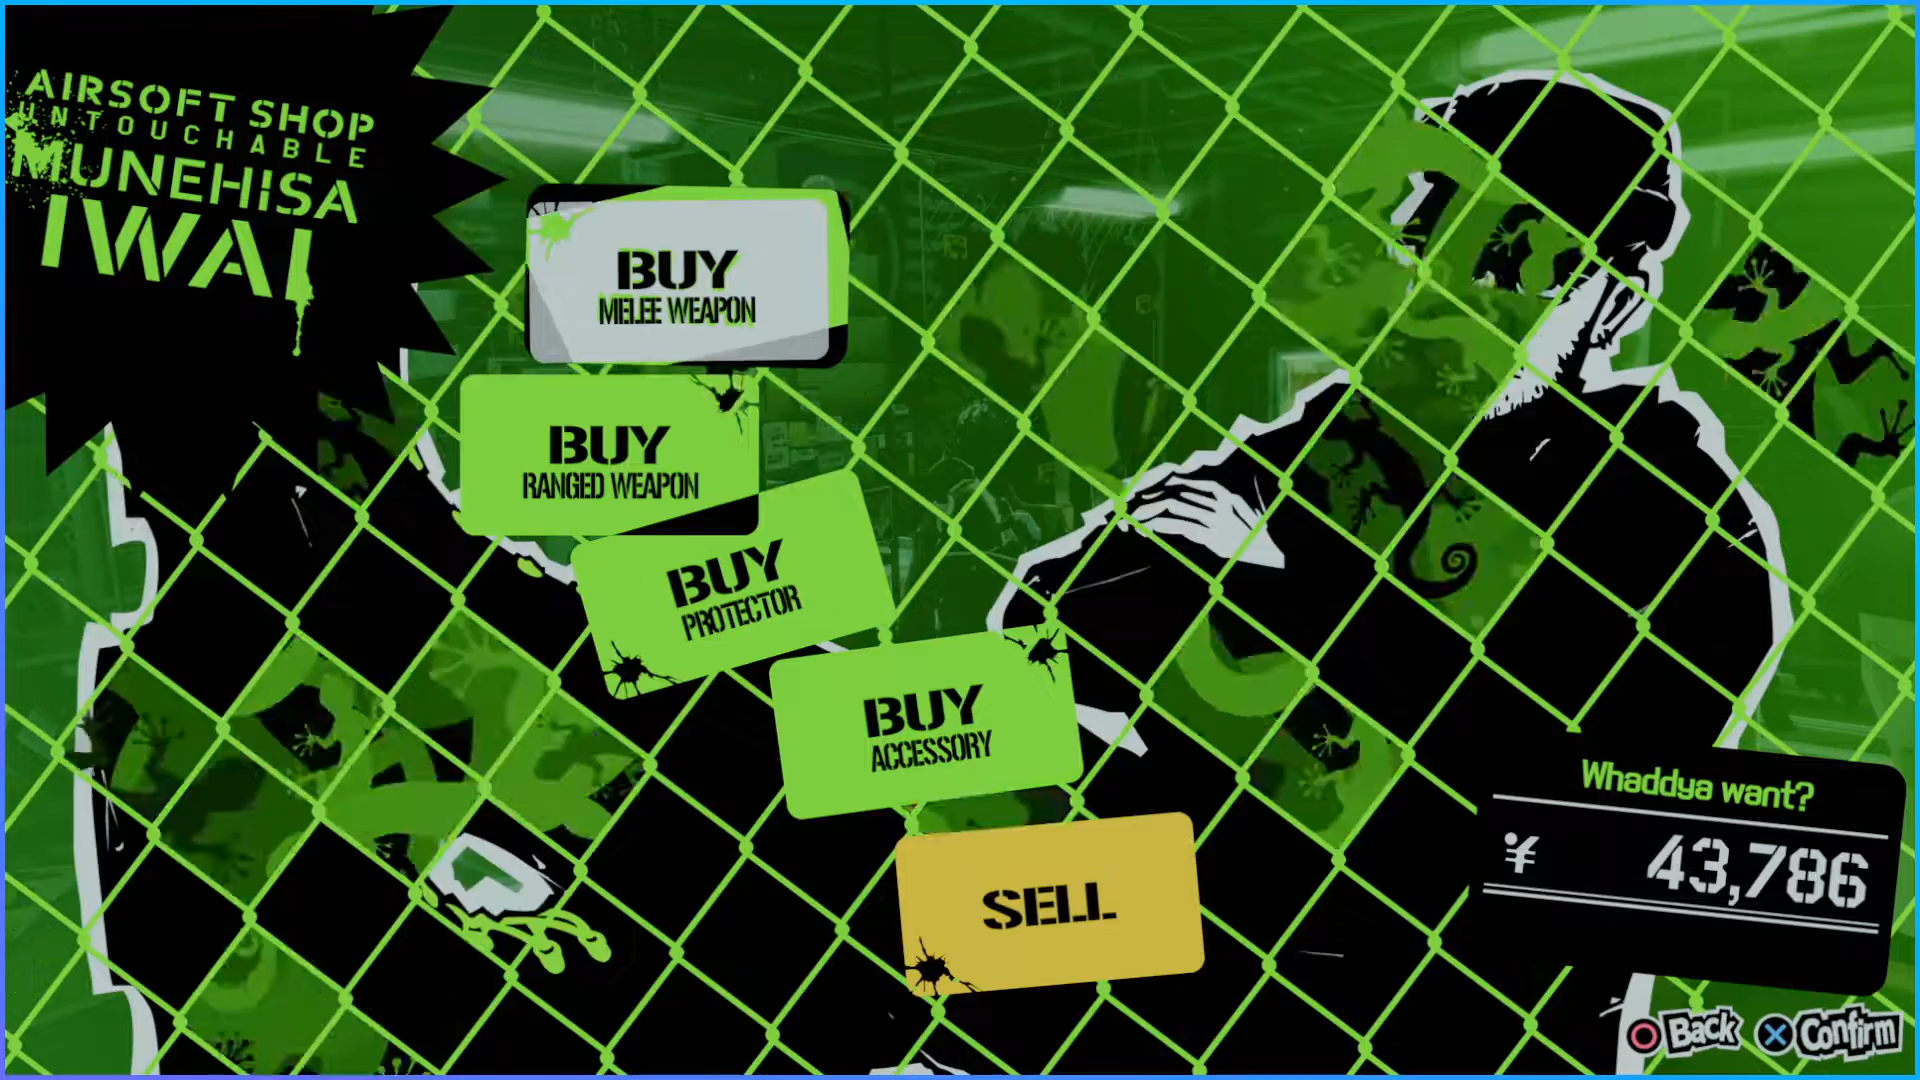 AIRSOFT SHOP
UNTOUCHABLE
MUNEHISA
IWAI
BUY
MELEE WEAPON
BUY
RANGED WEAPON
BUY
PROTECTOR
BUY
ACCESSORY
SELL
Whaddya want?
¥ 43,786
Back Confirm